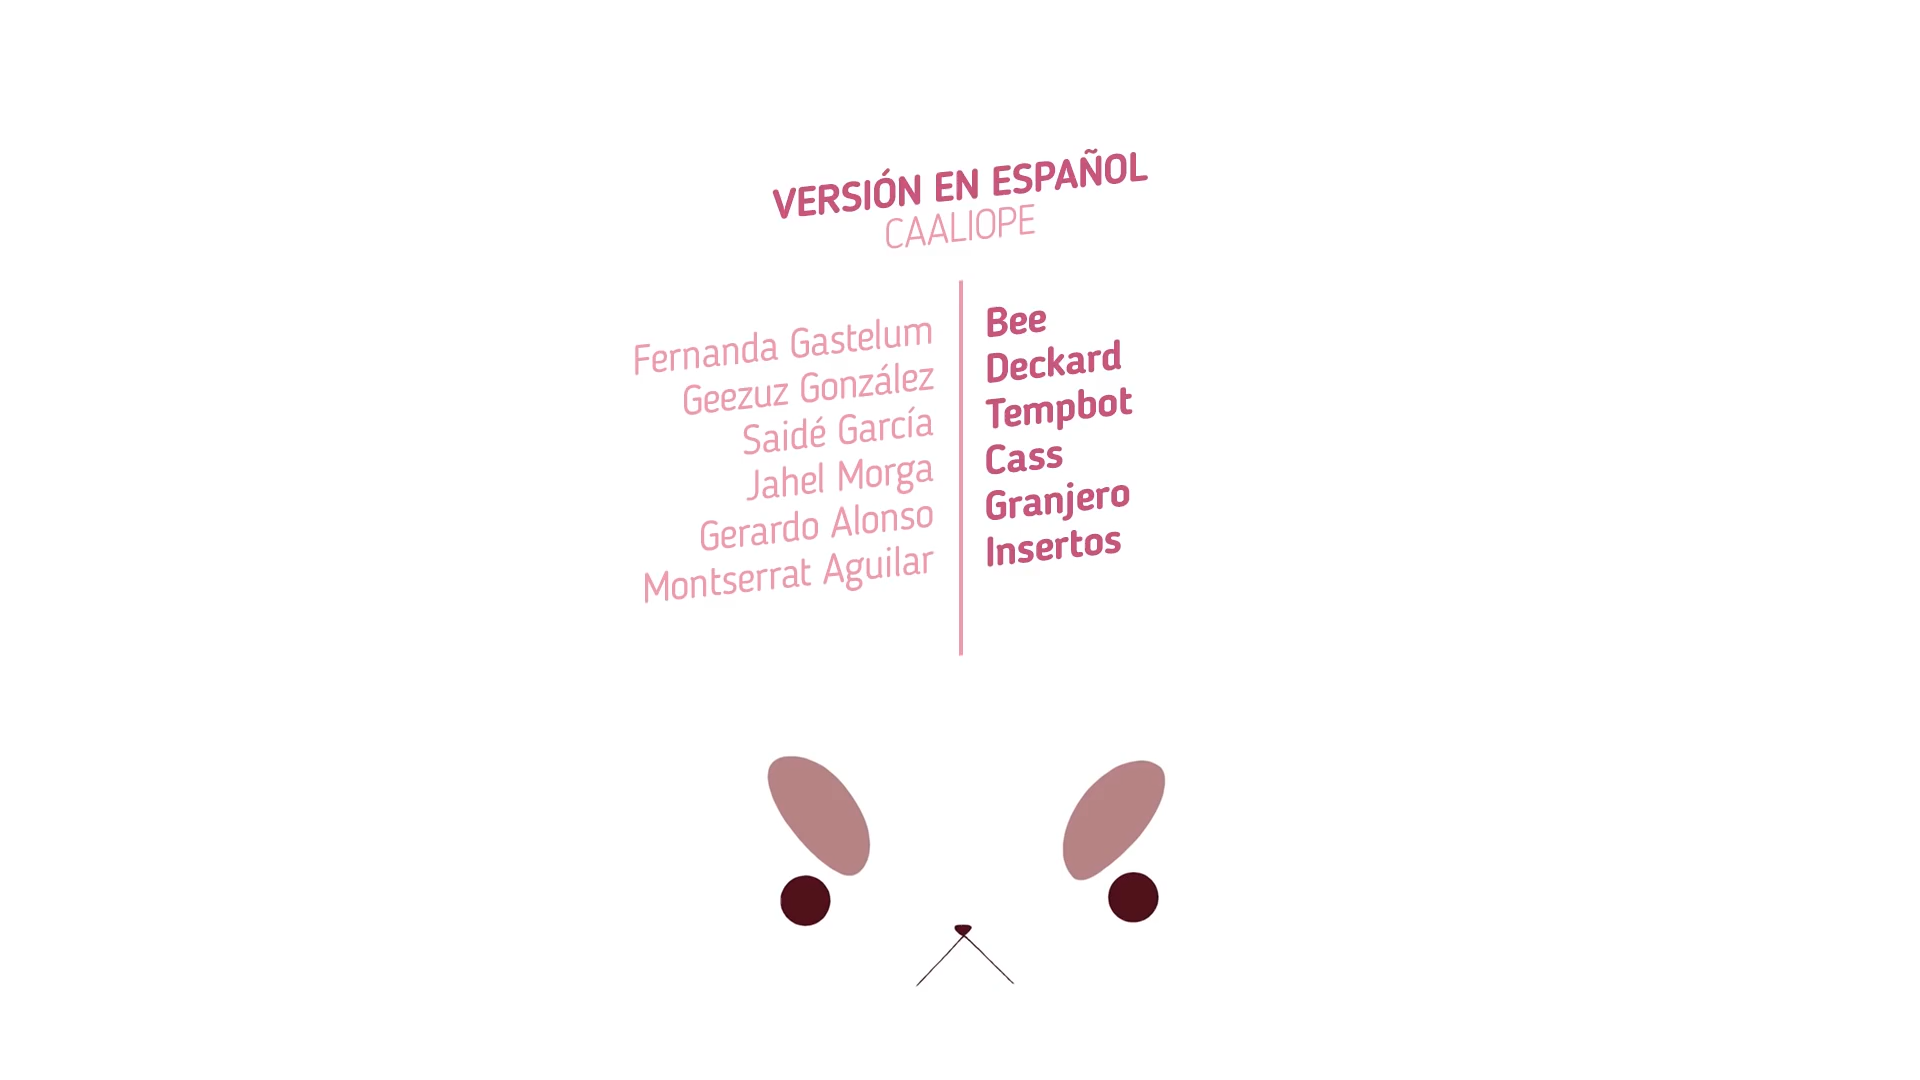 VERSIÓN EN ESPAÑOL
CAALIOPE
Fernanda Gastelum Bee
Geezuz González Deckard
Saidé García Tempbot
Jahel Morga Cass
Gerardo Alonso Granjero
Montserrat Aguilar Insertos